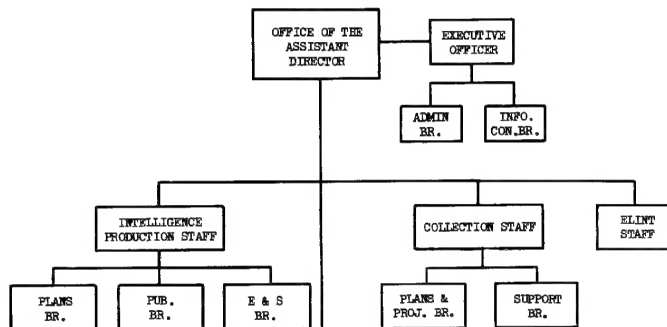 OFFICE OF THE
ASSISTANT
DIRECTOR
EXECUTIVE
OFFICER
ADMIN
BR.
INFO.
CON.BR.
INTELLIGENCE
PRODUCTION STAFF
COLLECTION STAFF
ELINT
STAFF
PLANS
BR.
PUB.
BR.
E & S
BR.
PLANS &
PROJ. BR.
SUPPORT
BR.